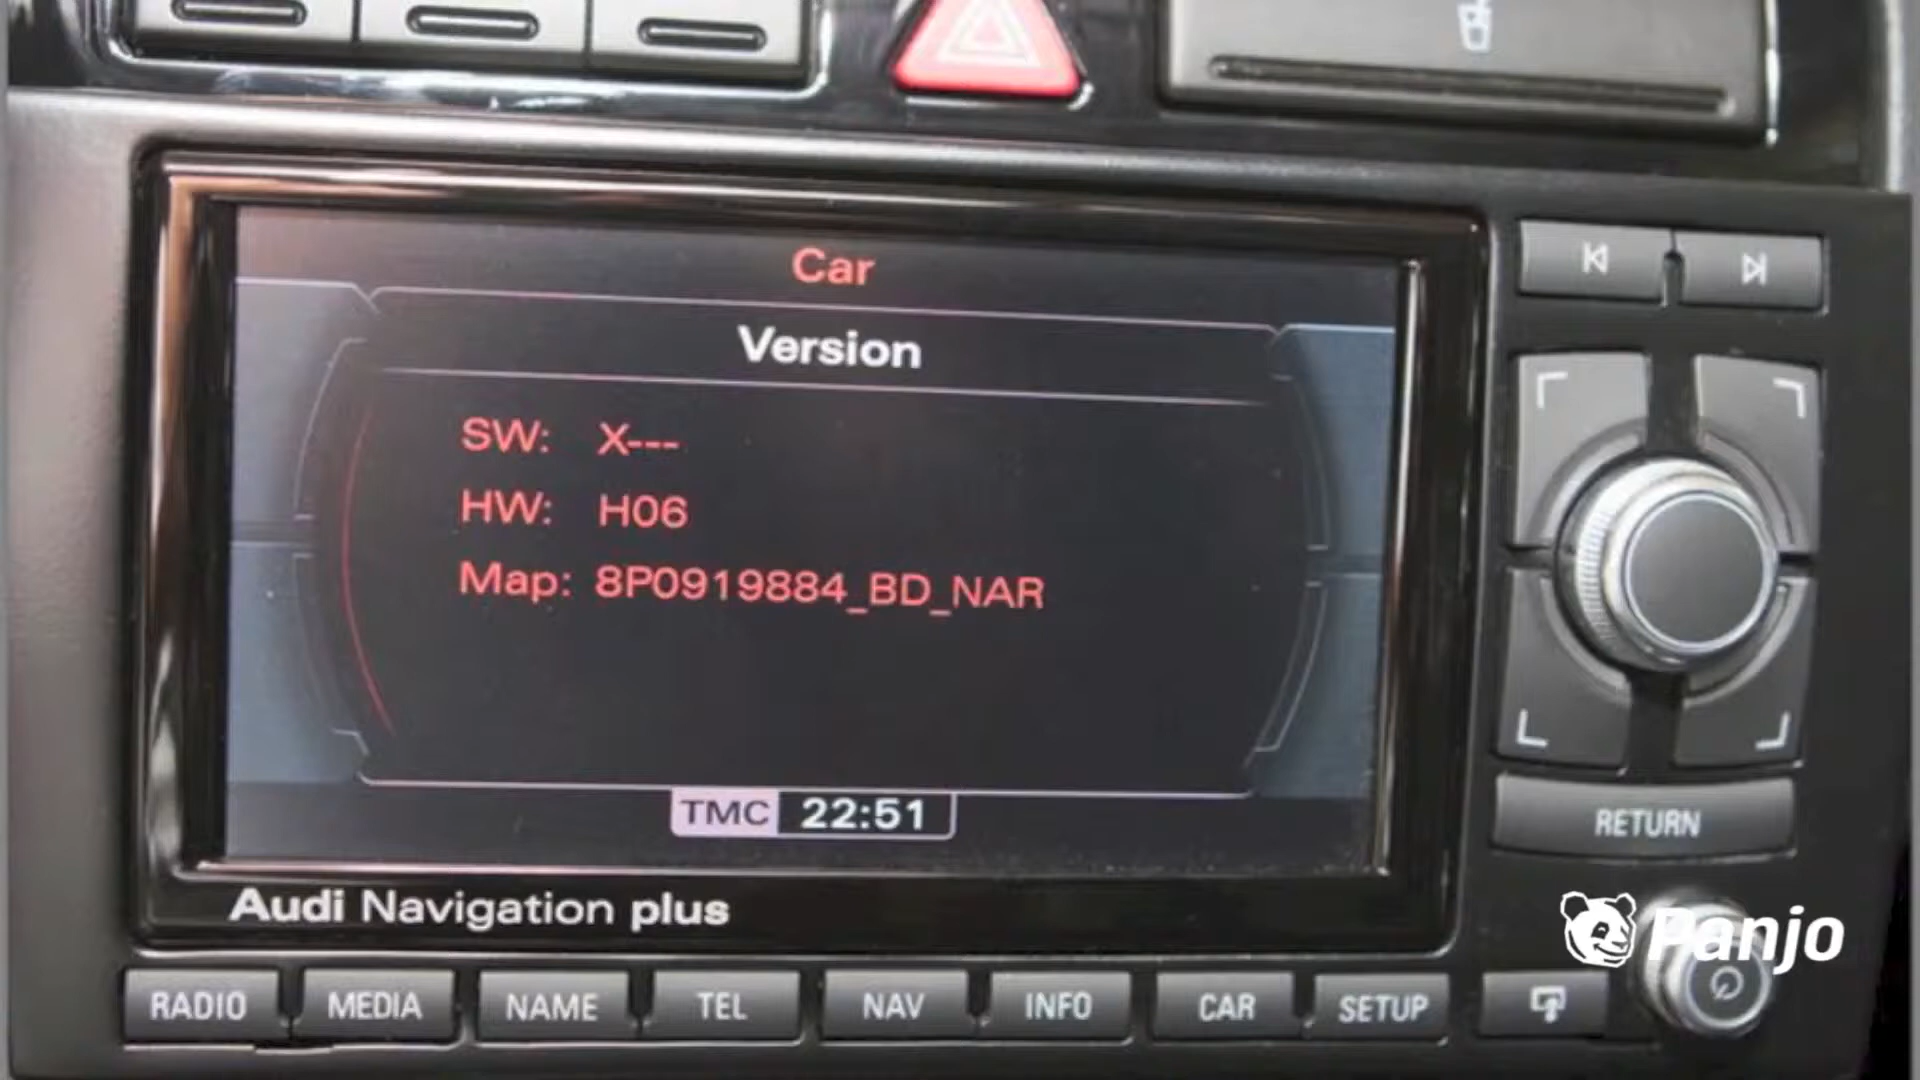 Car
Version
SW: X---
HW: H06
Map: 8P0919884_BD_NAR
TMC 22:51
RETURN
Audi Navigation plus
Panjo
RADIO MEDIA NAME TEL NAV INFO CAR SETUP